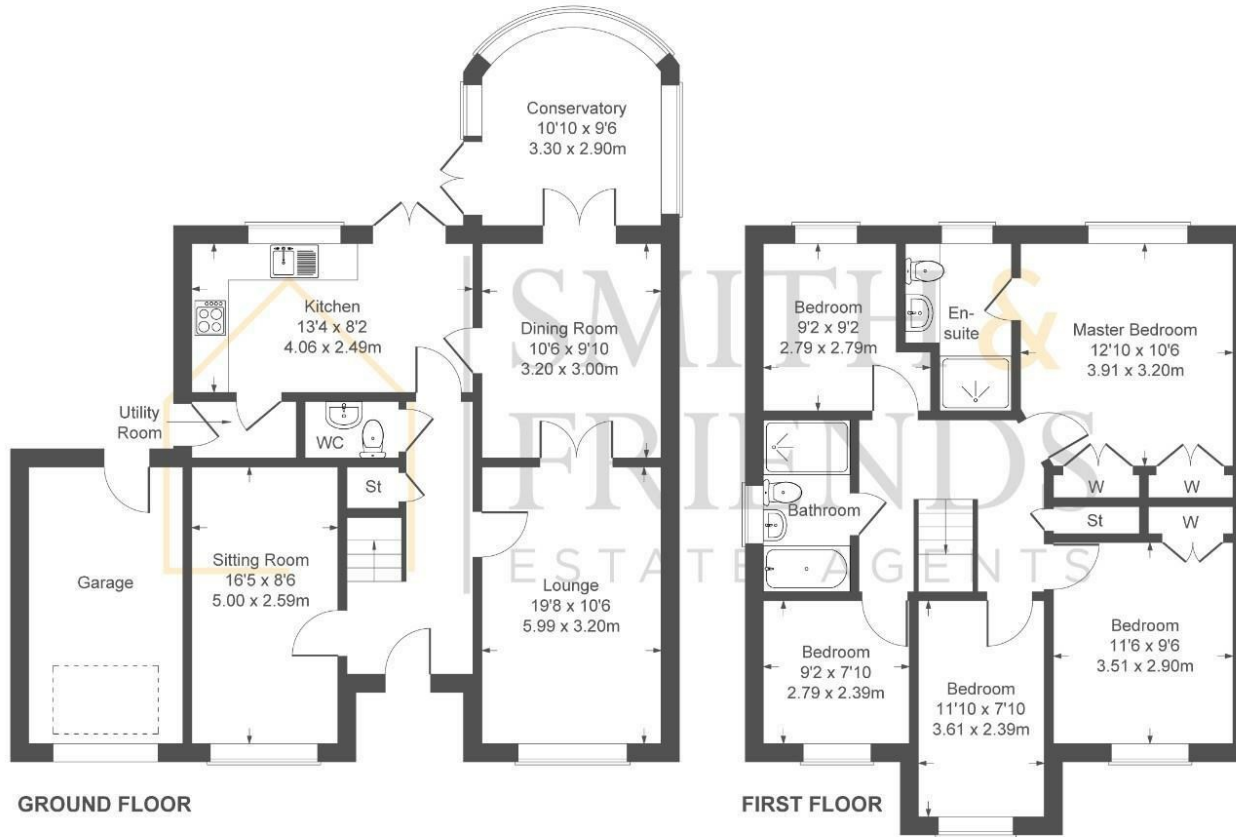 Conservatory
10'10 x 9'6
3.30 x 2.90m
Kitchen
13'4 x 8'2
4.06 x 2.49m
Dining Room
10'6 x 9'10
3.20 x 3.00m
Utility
Room
WC
St
Garage
Sitting Room
16'5 x 8'6
5.00 x 2.59m
Lounge
19'8 x 10'6
5.99 x 3.20m
GROUND FLOOR
Bedroom
9'2 x 9'2
2.79 x 2.79m
En-
suite
Master Bedroom
12'10 x 10'6
3.91 x 3.20m
W
W
St
W
Bathroom
Bedroom
9'2 x 7'10
2.79 x 2.39m
Bedroom
11'10 x 7'10
3.61 x 2.39m
Bedroom
11'6 x 9'6
3.51 x 2.90m
FIRST FLOOR
SMITH &
FRIENDS
ESTATE AGENTS